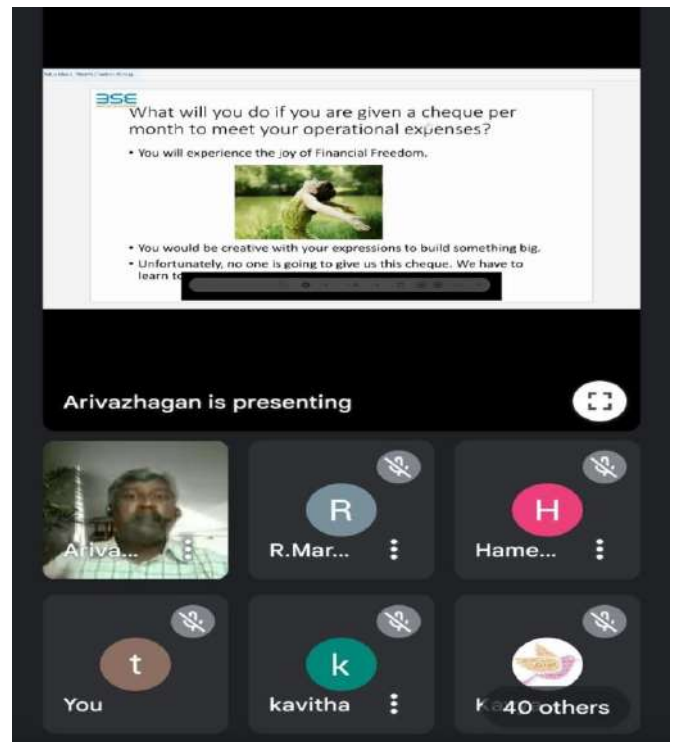 BSE
What will you do if you are given a cheque per
month to meet your operational expenses?
• You will experience the joy of Financial Freedom.
• You would be creative with your expressions to build something big.
• Unfortunately, no one is going to give us this cheque. We have to
learn to
Arivazhagan is presenting
Ariva...
R
R.Mar...
H
Hame...
t
You
k
kavitha
40 others